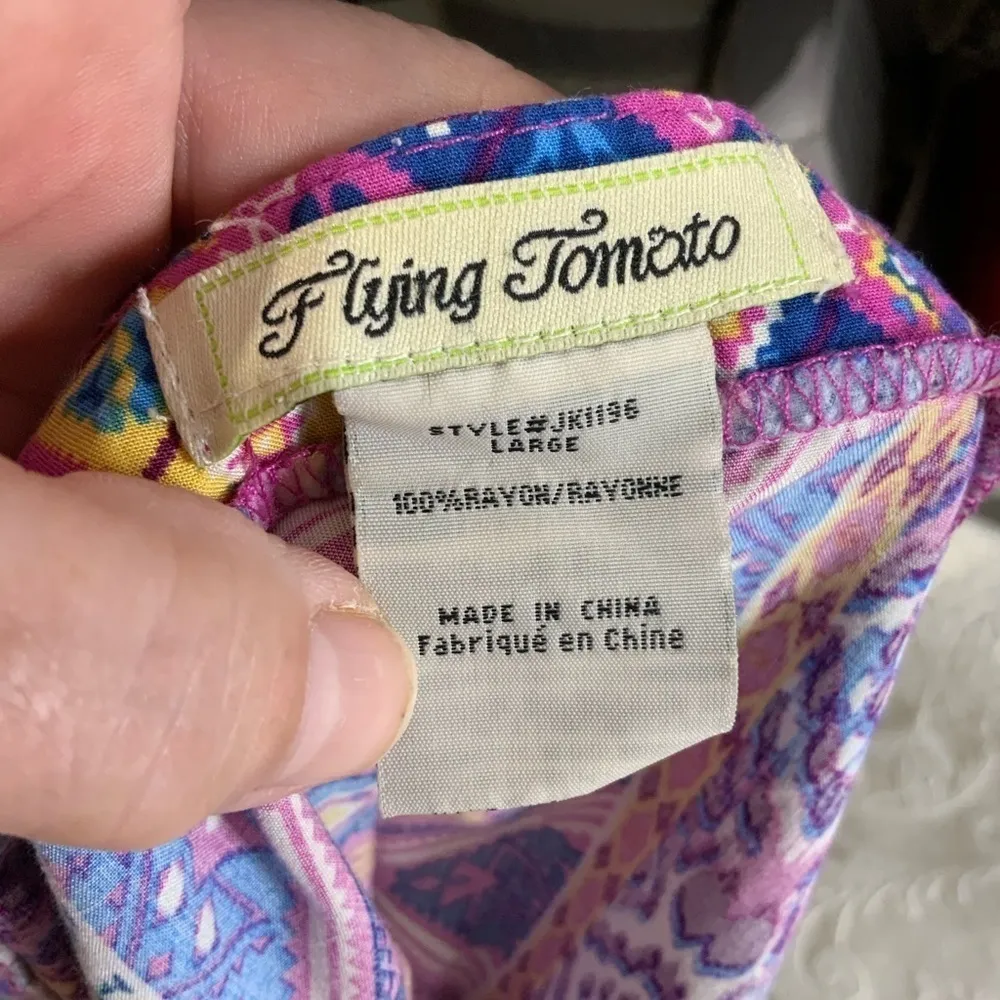 Flying Tomato
STYLE#JK1196
LARGE
100%RAYON/RAYONNE
MADE IN CHINA
Fabriqué en Chine